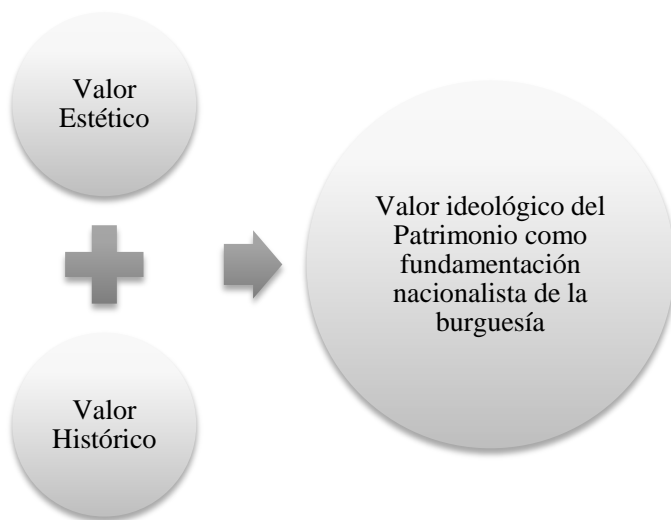 Valor
Estético
Valor
Histórico
Valor ideológico del
Patrimonio como
fundamentación
nacionalista de la
burguesía